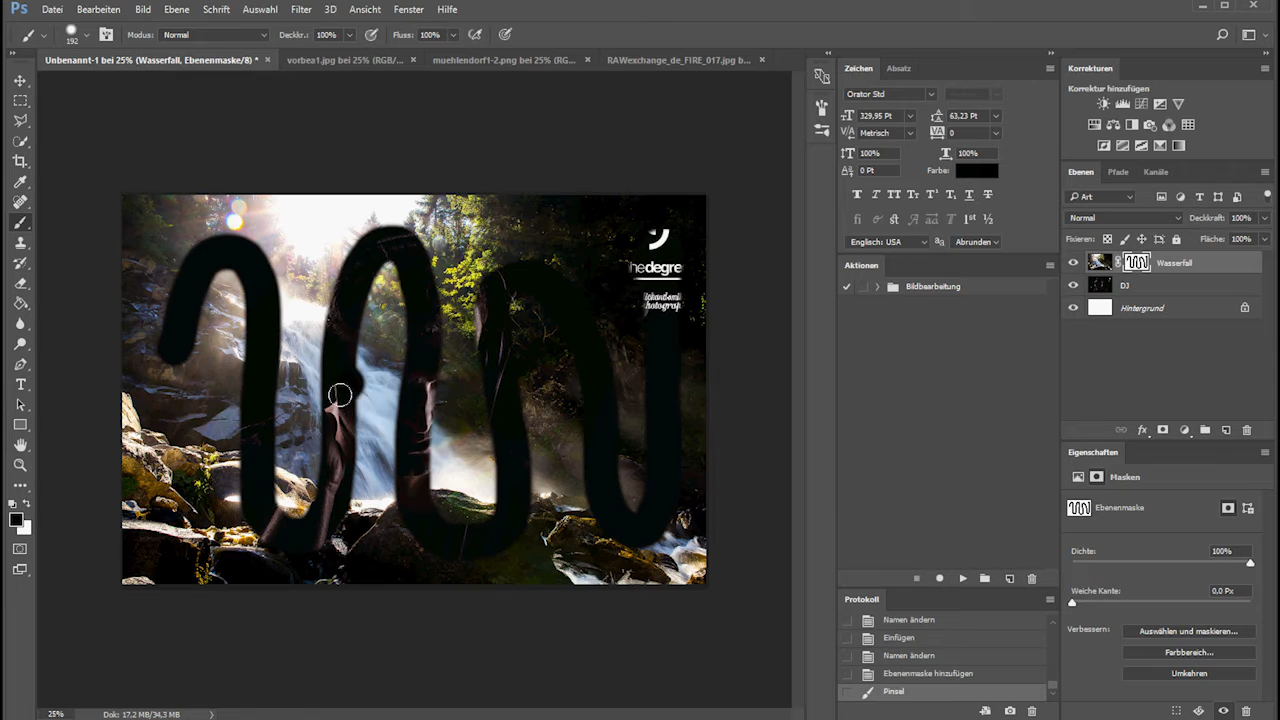 Ps Datei Bearbeiten Bild Ebene Schrift Auswahl Filter 3D Ansicht Fenster Hilfe
192 Modus: Normal Deckkr.: 100% Fluss: 100%
Unbenannt-1 bei 25% (Wasserfall, Ebenenmaske/8) * × vorbea1.jpg bei 25% (RGB/... × muehlendorf1-2.png bei 25% (RG... × RAWexchange_de_FIRE_017.jpg b... ×
Zeichen Absatz
Orator Std
329,95 Pt 63,23 Pt
Metrisch 0
100% 100%
0 Pt Farbe:
Englisch: USA Abrunden
Aktionen
Bildbearbeitung
Protokoll
Namen ändern
Einfügen
Namen ändern
Ebenenmaske hinzufügen
Pinsel
Korrekturen
Korrektur hinzufügen
Ebenen Pfade Kanäle
Art
Normal Deckkraft: 100%
Fixieren: Fläche: 100%
Wasserfall
DJ
Hintergrund
Eigenschaften
Masken
Ebenenmaske
Dichte: 100%
Weiche Kante: 0,0 Px
Verbessern: Auswählen und maskieren...
Farbbereich...
Umkehren
hedegre
25% Dok: 17,2 MB/34,3 MB